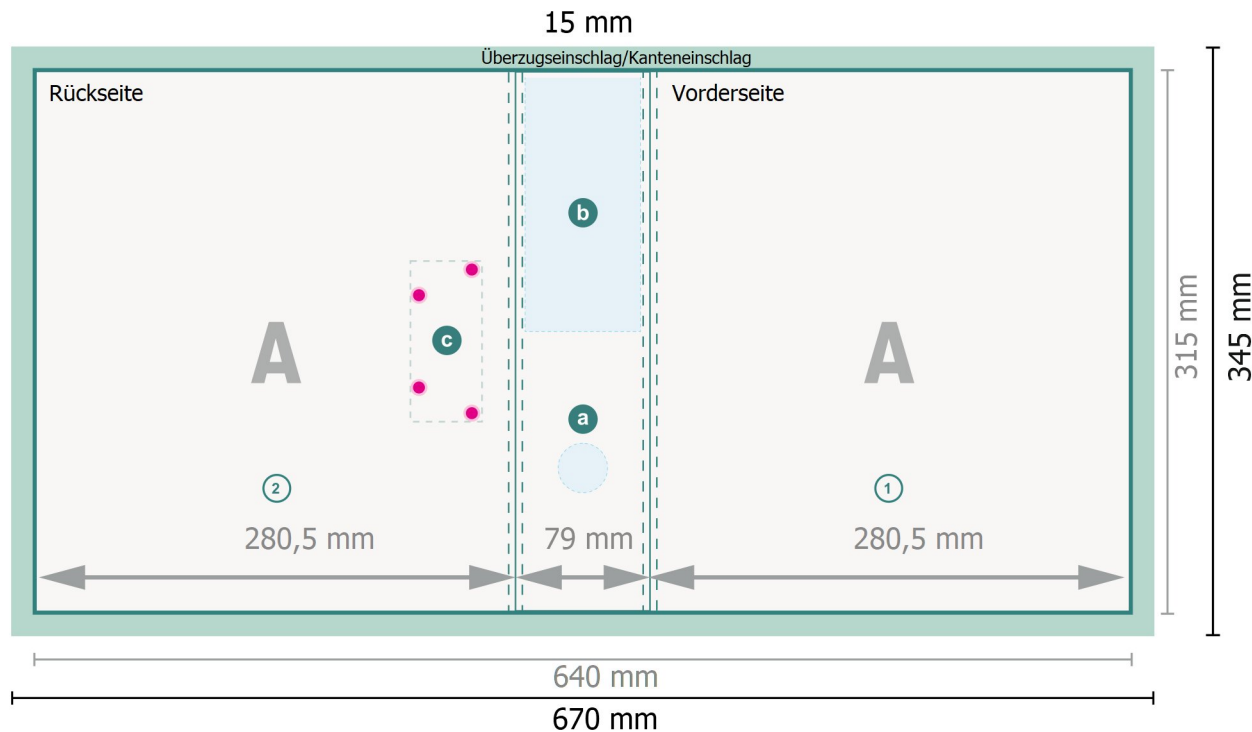 15 mm
Überzugseinschlag/Kanteneinschlag
Rückseite
Vorderseite
b
c
A
A
a
2
1
280,5 mm
79 mm
280,5 mm
315 mm
345 mm
640 mm
670 mm